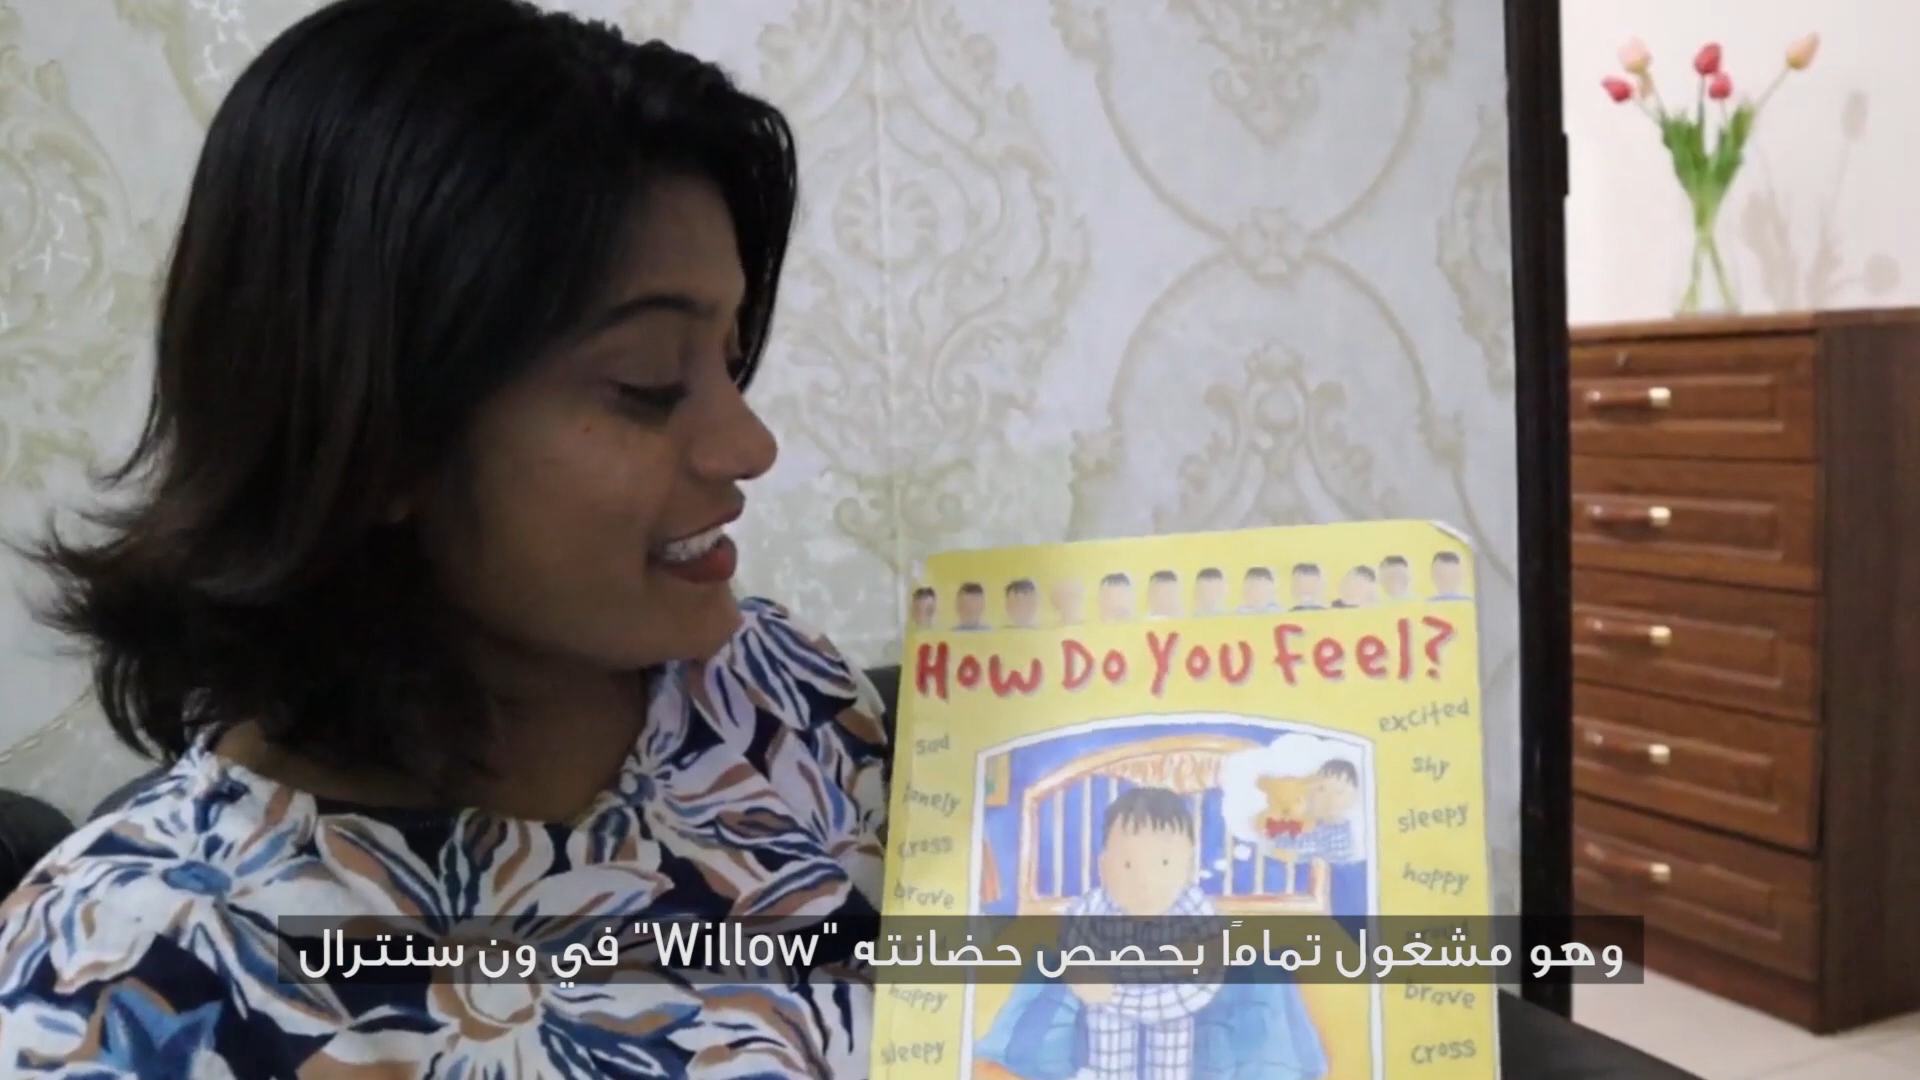 How Do You Feel?
sad
lonely
cross
brave
happy
sleepy
excited
shy
sleepy
happy
brave
cross
وهو مشغول تمامًا بحصص حضانته "Willow" في ون سنترال